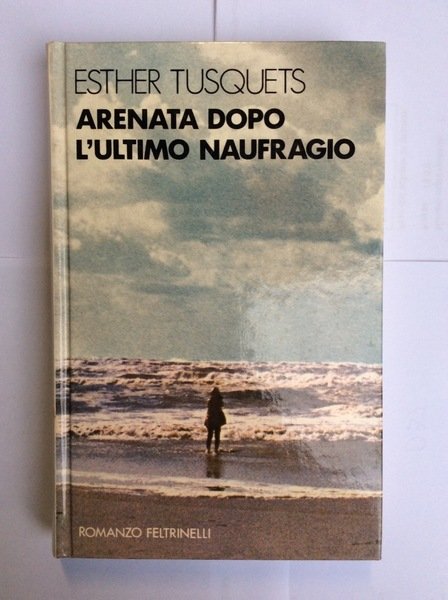 ESTHER TUSQUETS
ARENATA DOPO
L'ULTIMO NAUFRAGIO
ROMANZO FELTRINELLI